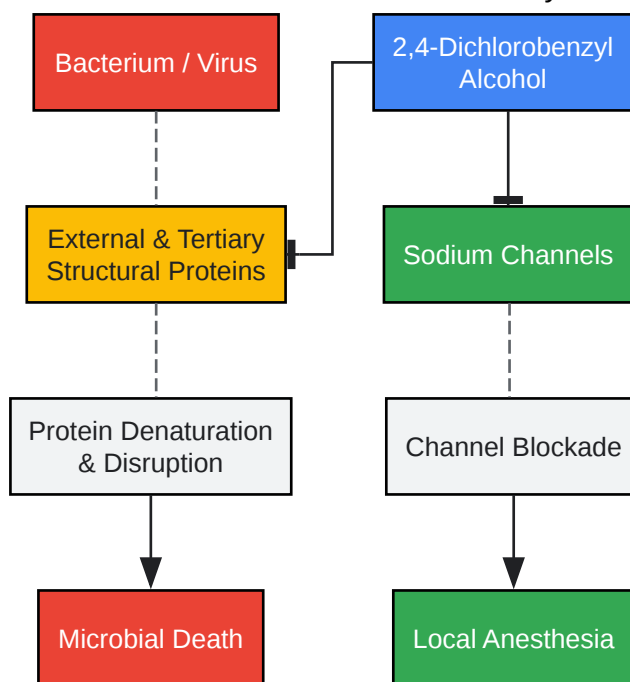 Bacterium / Virus
2,4-Dichlorobenzyl
Alcohol
External & Tertiary
Structural Proteins
Sodium Channels
Protein Denaturation
& Disruption
Channel Blockade
Microbial Death
Local Anesthesia